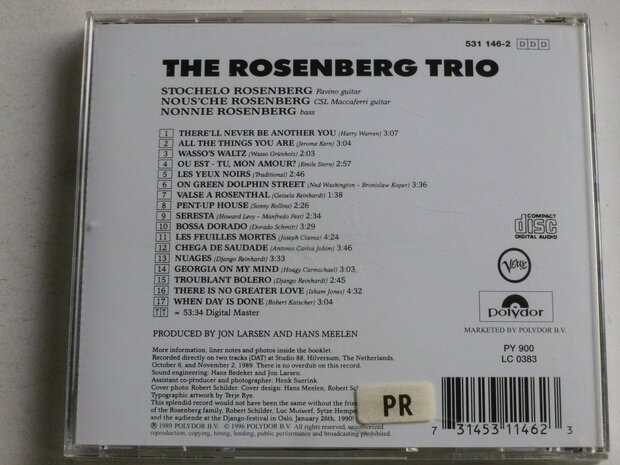 531 146-2 DDD
THE ROSENBERG TRIO
STOCHELO ROSENBERG Favino guitar
NOUS'CHE ROSENBERG CSL Maccaferri guitar
NONNIE ROSENBERG bass
1 THERE'LL NEVER BE ANOTHER YOU (Harry Warren) 3:07
2 ALL THE THINGS YOU ARE (Jerome Kern) 3:04
3 WASSO'S WALTZ (Wasso Grünholz) 2:03
4 OU EST - TU, MON AMOUR? (Emile Stern) 2:57
5 LES YEUX NOIRS (Traditional) 2:46
6 ON GREEN DOLPHIN STREET (Ned Washington – Bronislau Kaper) 3:36
7 VALSE A ROSENTHAL (Geisela Reinhardt) 1:38
8 PENT-UP HOUSE (Sonny Rollins) 2:26
9 SERESTA (Howard Levy – Manfredo Fest) 2:34
10 BOSSA DORADO (Dorado Schmitt) 3:29
11 LES FEUILLES MORTES (Joseph Cosma) 4:24
12 CHEGA DE SAUDADE (Antonio Carlos Jobim) 3:46
13 NUAGES (Django Reinhardt) 3:33
14 GEORGIA ON MY MIND (Hoagy Carmichael) 3:03
15 TROUBLANT BOLERO (Django Reinhardt) 2:45
16 THERE IS NO GREATER LOVE (Isham Jones) 4:32
17 WHEN DAY IS DONE (Robert Katscher) 3:04
TT = 53:34 Digital Master
COMPACT
disc
DIGITAL AUDIO
Verve
polydor
PRODUCED BY JON LARSEN AND HANS MEELEN
MARKETED BY POLYDOR B.V.
PY 900
LC 0383
More information, liner notes and photos inside the booklet.
Recorded directly on two tracks (DAT) at Studio 88, Hilversum, The Netherlands,
October 6, and November 2, 1989. There is no overdub on this record.
Sound engineering: Hans Bedeker and Jon Larsen.
Assistant co-producer and photographer: Henk Suerink.
Cover photo: Robert Schilder. Cover design: Hans Meelen, Robert
Typographic artwork by Terje Rye.
This splendid record would not have been the same without the
of the Rosenberg family, Robert Schilder, Luc Moiseef, Sytze
and the audiende at the Django-festival in Oslo. January 26th, 1990!
℗ 1989 POLYDOR B.V. © 1996 POLYDOR B.V. All rights reserved. unauthorized
reproduction, copying, hiring, lending, public performance and broadcasting prohibited.
PR
7 31453 11462 3